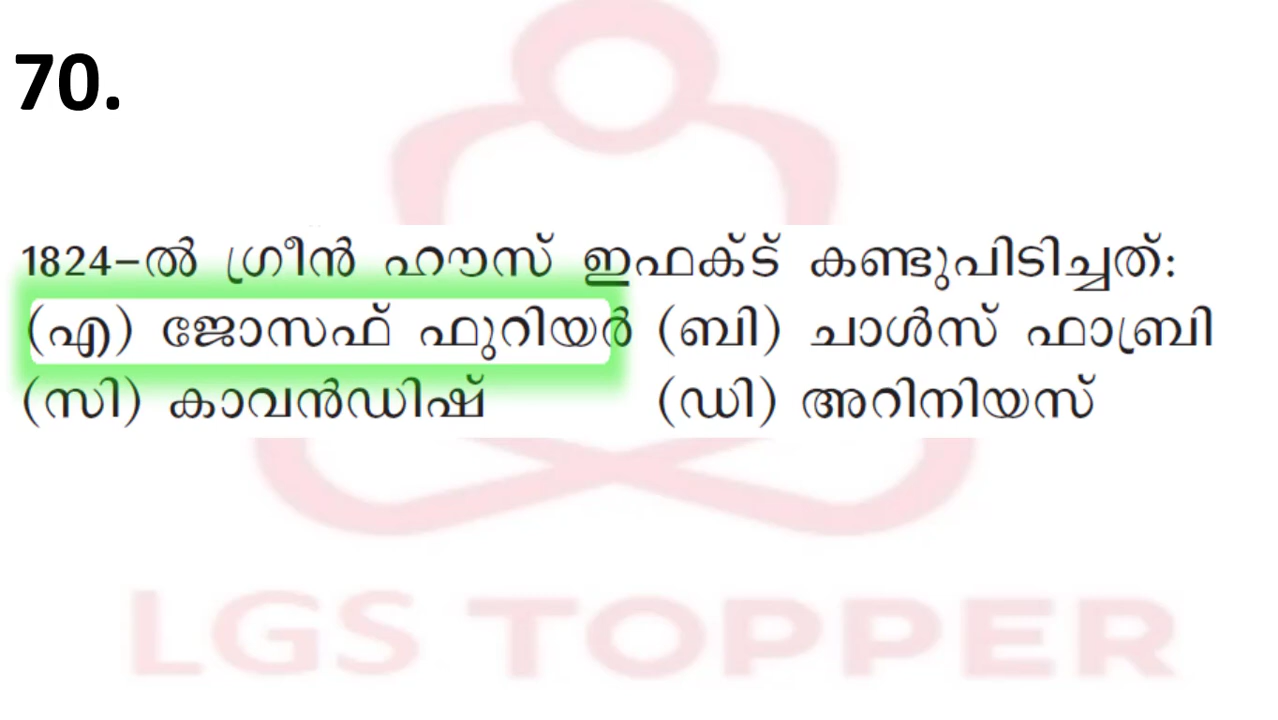 70.
1824-ൽ ഗ്രീൻ ഹൗസ് ഇഫക്ട് കണ്ടുപിടിച്ചത്:
(എ) ജോസഫ് ഫുറിയർ (ബി) ചാൾസ് ഫാബ്രി
(സി) കാവൻഡിഷ് (ഡി) അറിനിയസ്
LGS TOPPER